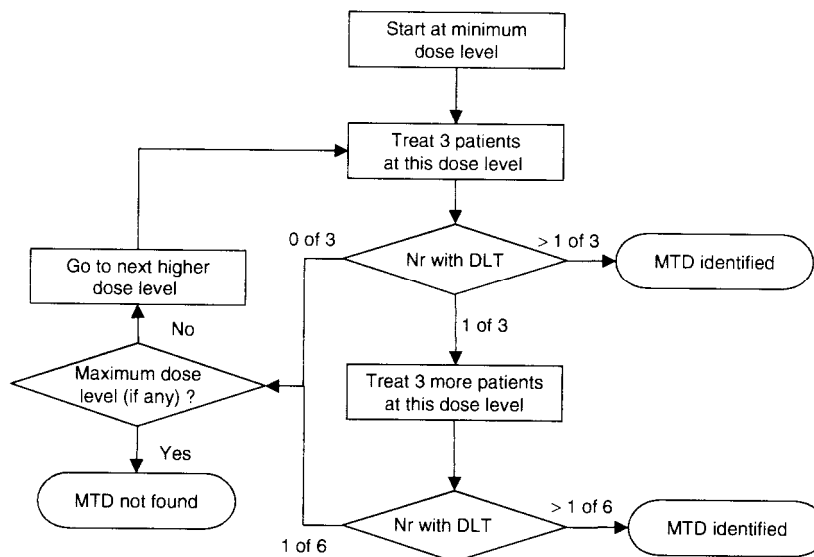 Start at minimum
dose level
Treat 3 patients
at this dose level
0 of 3
Nr with DLT
> 1 of 3
MTD identified
Go to next higher
dose level
No
1 of 3
Maximum dose
level (if any) ?
Treat 3 more patients
at this dose level
Yes
MTD not found
1 of 6
Nr with DLT
> 1 of 6
MTD identified